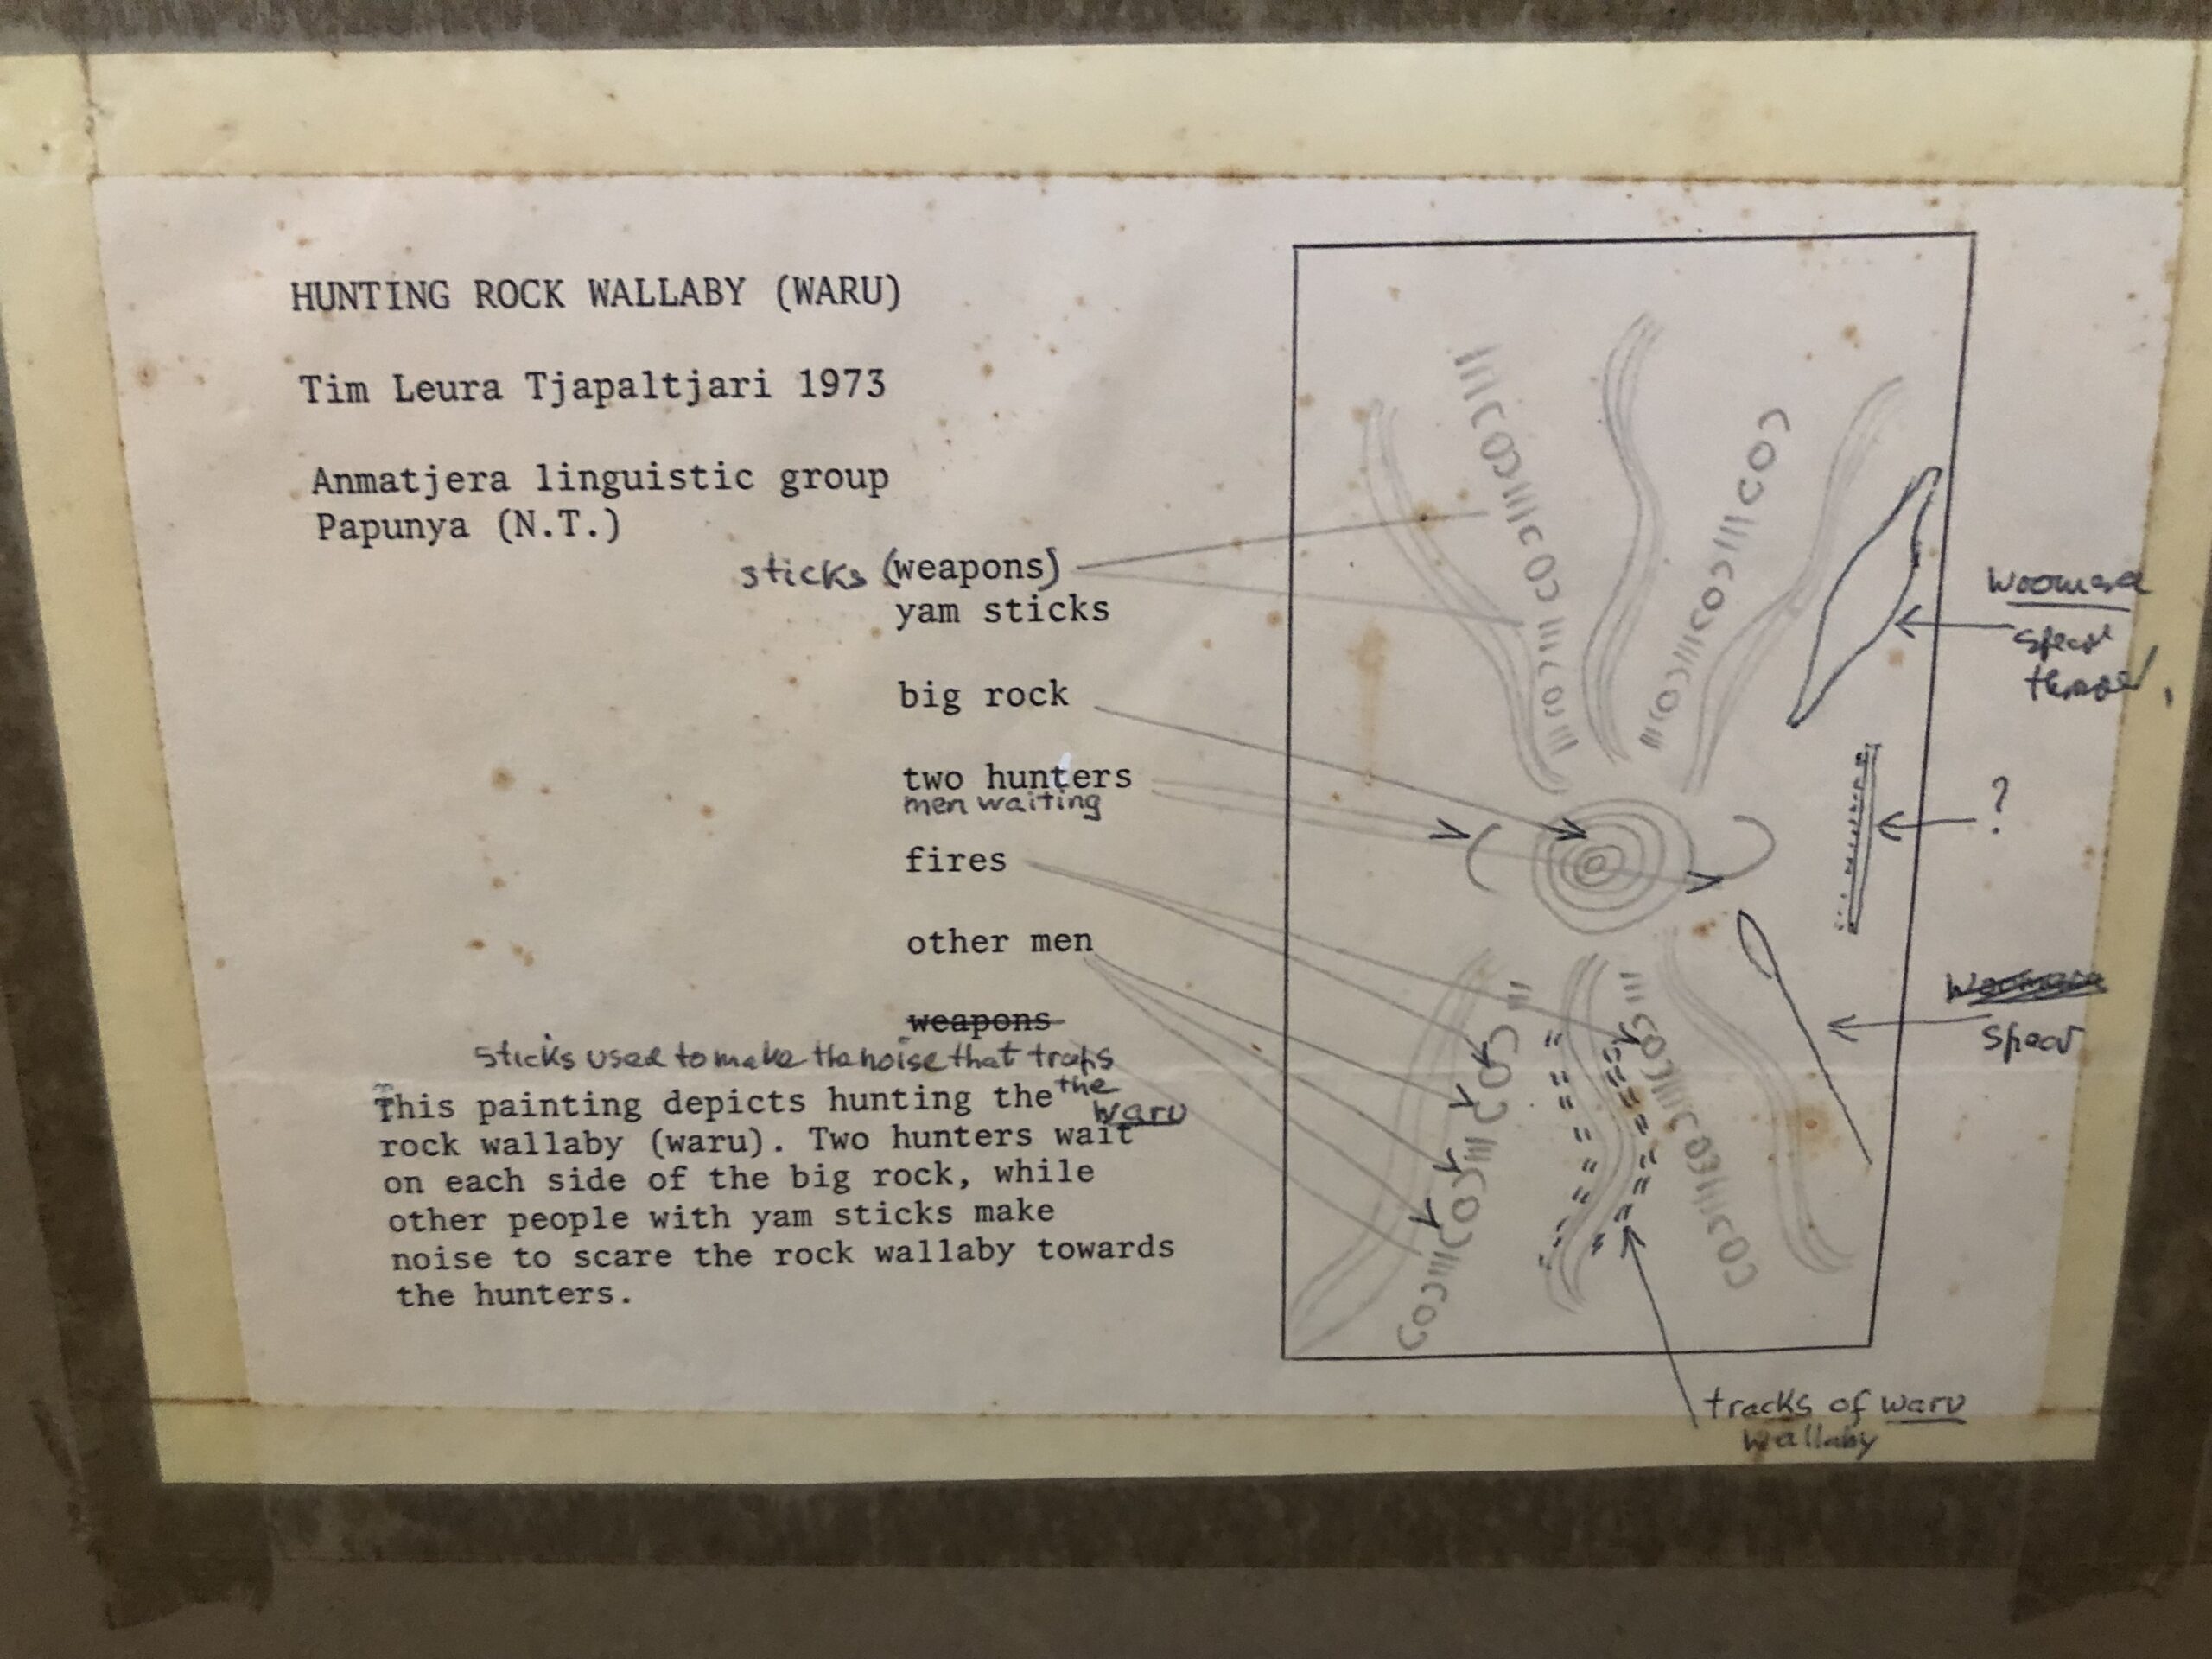 HUNTING ROCK WALLABY (WARU)
Tim Leura Tjapaltjari 1973
Anmatjera linguistic group
Papunya (N.T.)
sticks (weapons)
yam sticks
big rock
two hunters
men waiting
fires
other men
weapons
sticks used to make the noise that traps
the
waru
This painting depicts hunting the
rock wallaby (waru). Two hunters wait
on each side of the big rock, while
other people with yam sticks make
noise to scare the rock wallaby towards
the hunters.
Woomera
spear
thrower
?
Woomera
spear
tracks of waru
wallaby